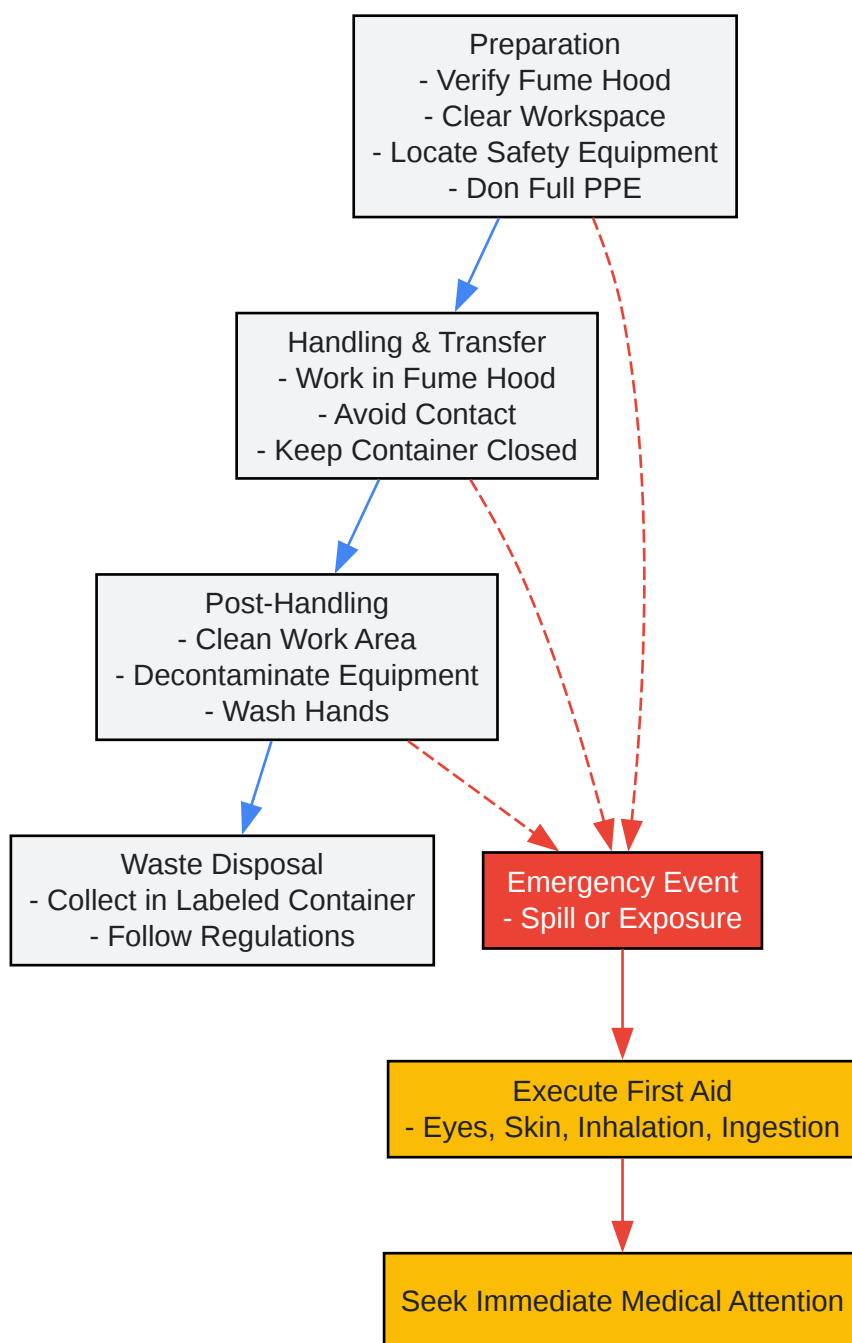 Preparation
- Verify Fume Hood
- Clear Workspace
- Locate Safety Equipment
- Don Full PPE
Handling & Transfer
- Work in Fume Hood
- Avoid Contact
- Keep Container Closed
Post-Handling
- Clean Work Area
- Decontaminate Equipment
- Wash Hands
Waste Disposal
- Collect in Labeled Container
- Follow Regulations
Emergency Event
- Spill or Exposure
Execute First Aid
- Eyes, Skin, Inhalation, Ingestion
Seek Immediate Medical Attention